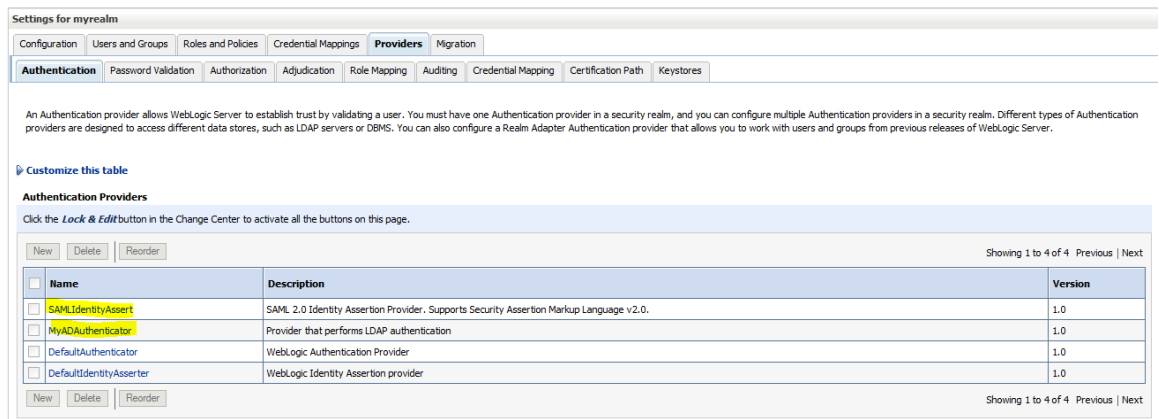 Settings for myrealm
Configuration Users and Groups Roles and Policies Credential Mappings Providers Migration
Authentication Password Validation Authorization Adjudication Role Mapping Auditing Credential Mapping Certification Path Keystores
An Authentication provider allows WebLogic Server to establish trust by validating a user. You must have one Authentication provider in a security realm, and you can configure multiple Authentication providers in a security realm. Different types of Authentication
providers are designed to access different data stores, such as LDAP servers or DBMS. You can also configure a Realm Adapter Authentication provider that allows you to work with users and groups from previous releases of WebLogic Server.
Customize this table
Authentication Providers
Click the Lock & Edit button in the Change Center to activate all the buttons on this page.
New Delete Reorder Showing 1 to 4 of 4 Previous | Next
Name Description Version
SAMLIdentityAssert SAML 2.0 Identity Assertion Provider. Supports Security Assertion Markup Language v2.0. 1.0
MyADAuthenticator Provider that performs LDAP authentication 1.0
DefaultAuthenticator WebLogic Authentication Provider 1.0
DefaultIdentityAsserter WebLogic Identity Assertion provider 1.0
New Delete Reorder Showing 1 to 4 of 4 Previous | Next